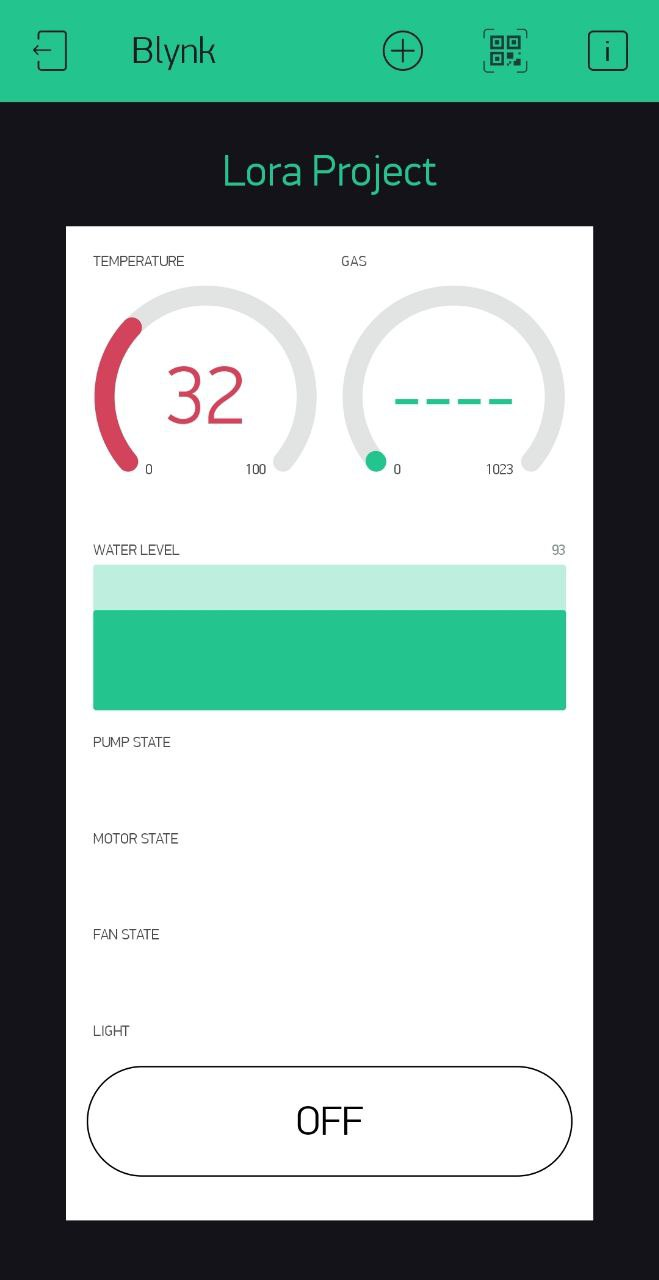 Blynk
Lora Project
TEMPERATURE
GAS
32
----
0
100
0
1023
WATER LEVEL
93
PUMP STATE
MOTOR STATE
FAN STATE
LIGHT
OFF